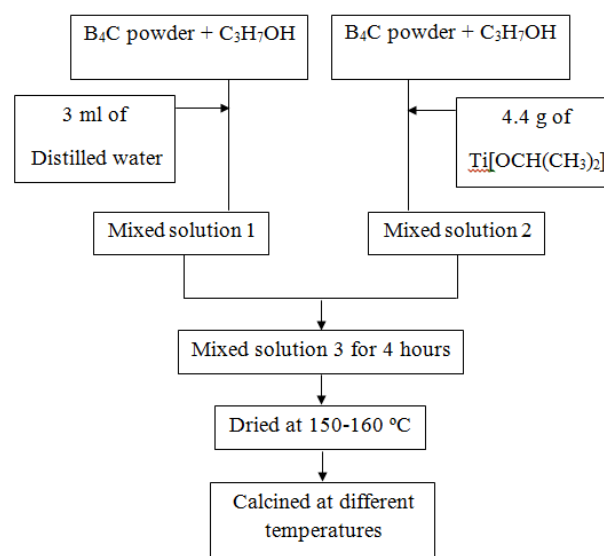 B₄C powder + C₃H₇OH
B₄C powder + C₃H₇OH
3 ml of
Distilled water
4.4 g of
Ti[OCH(CH₃)₂]
Mixed solution 1
Mixed solution 2
Mixed solution 3 for 4 hours
Dried at 150-160 ºC
Calcined at different
temperatures